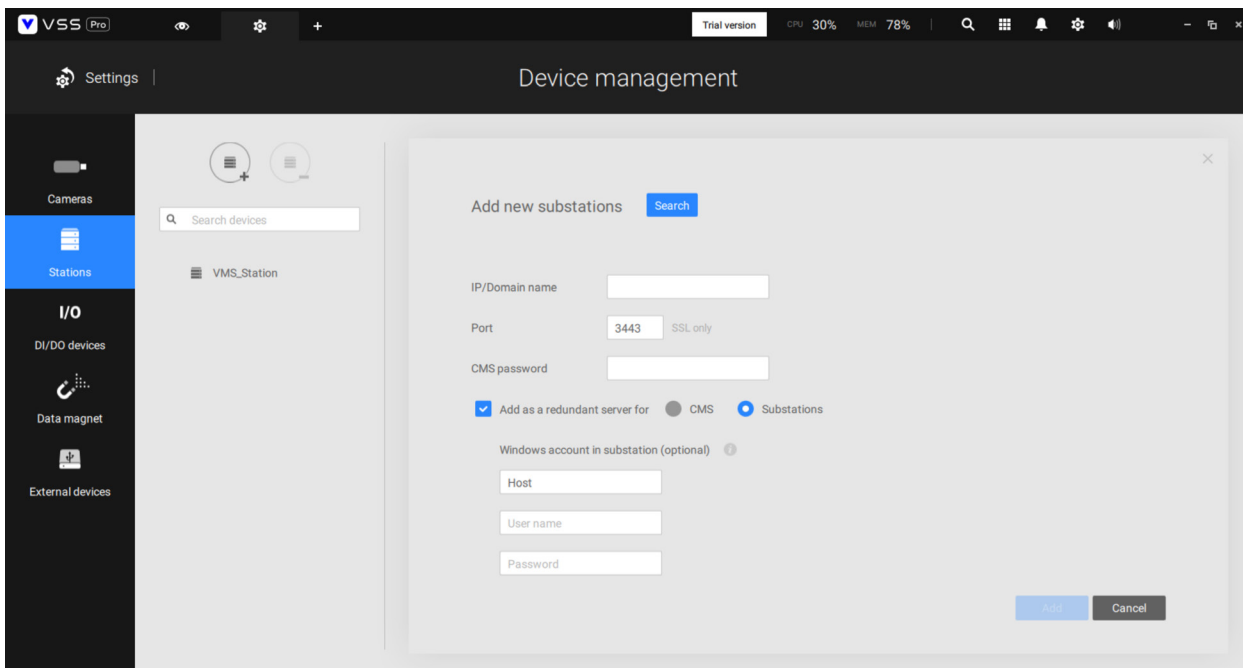 VSS Pro
Trial version
CPU 30% MEM 78%
Settings
Device management
Cameras
Stations
I/O
DI/DO devices
Data magnet
External devices
Search devices
VMS_Station
Add new substations Search
IP/Domain name
Port 3443 SSL only
CMS password
Add as a redundant server for CMS Substations
Windows account in substation (optional)
Host
User name
Password
Add Cancel